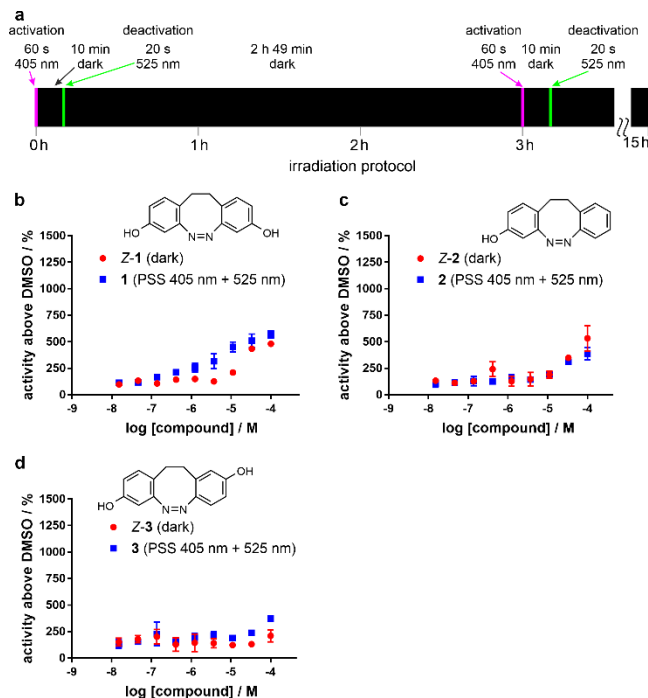 a
activation
60 s
405 nm
10 min
dark
deactivation
20 s
525 nm
2 h 49 min
dark
activation
60 s
405 nm
10 min
dark
deactivation
20 s
525 nm
0h
1h
2h
3h
15h
irradiation protocol
b
HO
N=N
OH
activity above DMSO / %
1500
1250
1000
750
500
250
0
Z-1 (dark)
1 (PSS 405 nm + 525 nm)
-9 -8 -7 -6 -5 -4 -3
log [compound] / M
c
HO
N=N
activity above DMSO / %
1500
1250
1000
750
500
250
0
Z-2 (dark)
2 (PSS 405 nm + 525 nm)
-9 -8 -7 -6 -5 -4 -3
log [compound] / M
d
OH
HO
N=N
activity above DMSO / %
1500
1250
1000
750
500
250
0
Z-3 (dark)
3 (PSS 405 nm + 525 nm)
-9 -8 -7 -6 -5 -4 -3
log [compound] / M